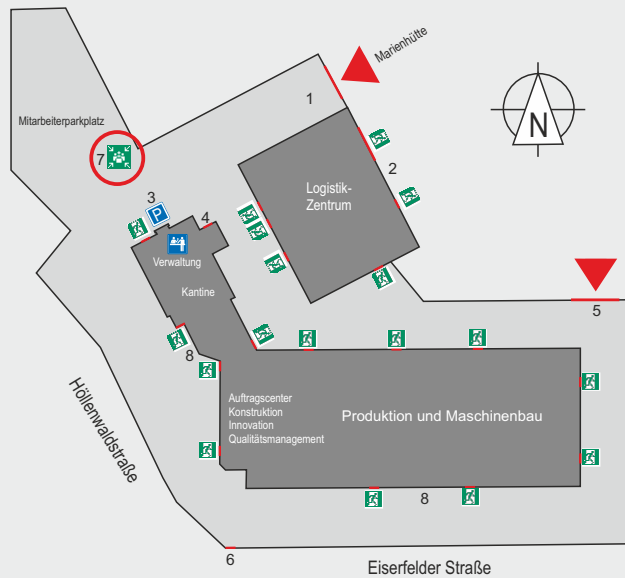 Marienhütte
1
Mitarbeiterparkplatz
N
7
2
Logistik-
Zentrum
3
P
4
Verwaltung
Kantine
5
8
Auftragscenter
Konstruktion
Innovation
Qualitätsmanagement
Produktion und Maschinenbau
Höllenwaldstraße
8
6
Eiserfelder Straße